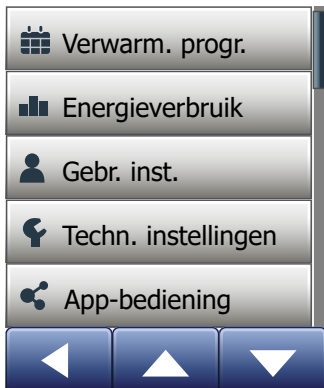 Verwarm. progr.
Energieverbruik
Gebr. inst.
Techn. instellingen
App-bediening